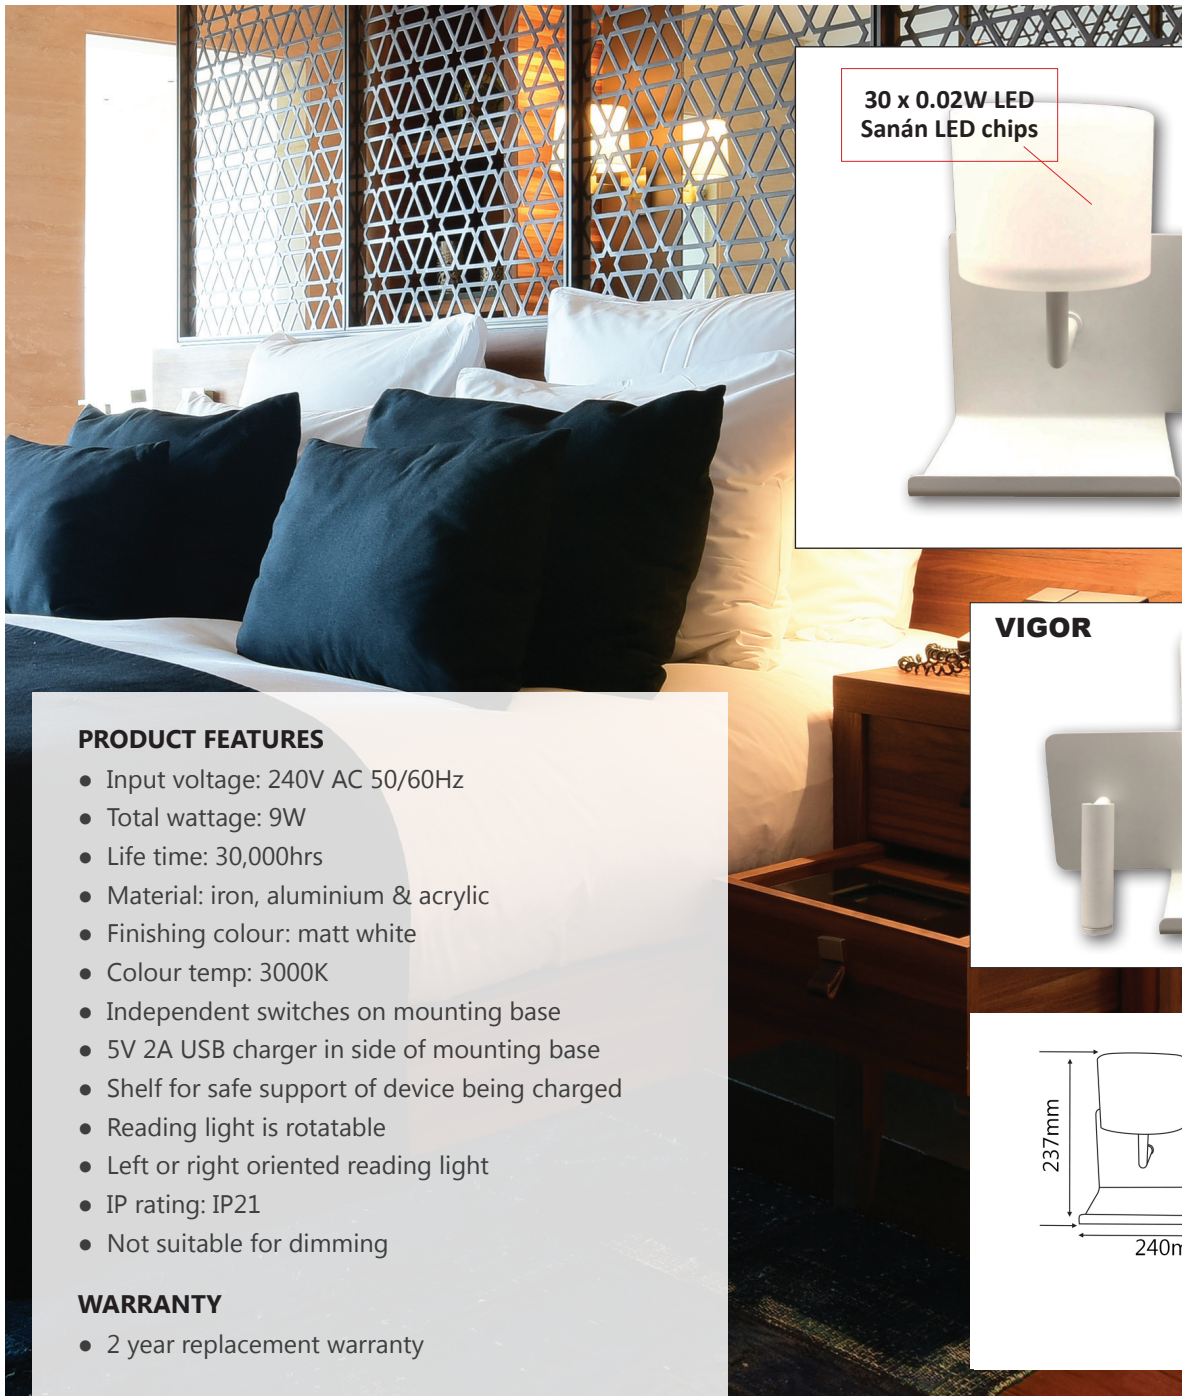 30 x 0.02W LED
Sanán LED chips
VIGOR
PRODUCT FEATURES
● Input voltage: 240V AC 50/60Hz
● Total wattage: 9W
● Life time: 30,000hrs
● Material: iron, aluminium & acrylic
● Finishing colour: matt white
● Colour temp: 3000K
● Independent switches on mounting base
● 5V 2A USB charger in side of mounting base
● Shelf for safe support of device being charged
● Reading light is rotatable
● Left or right oriented reading light
● IP rating: IP21
● Not suitable for dimming
WARRANTY
● 2 year replacement warranty
237mm
240m